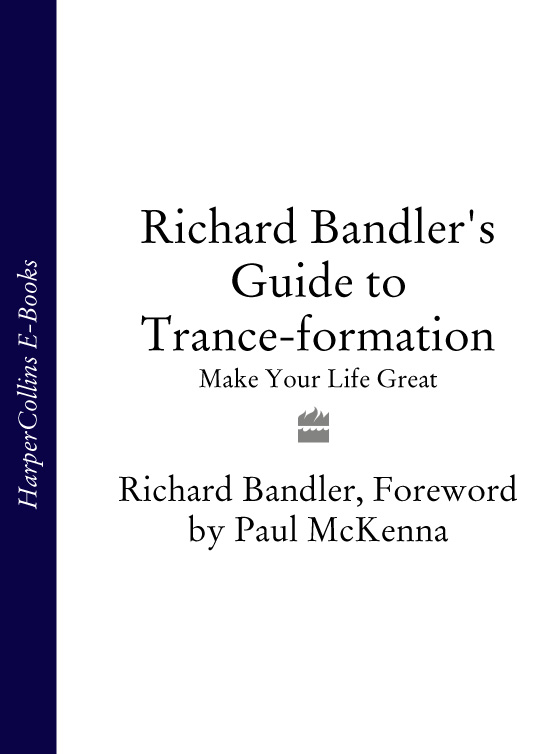 HarperCollins E-Books
Richard Bandler's
Guide to
Trance-formation
Make Your Life Great
Richard Bandler, Foreword
by Paul McKenna